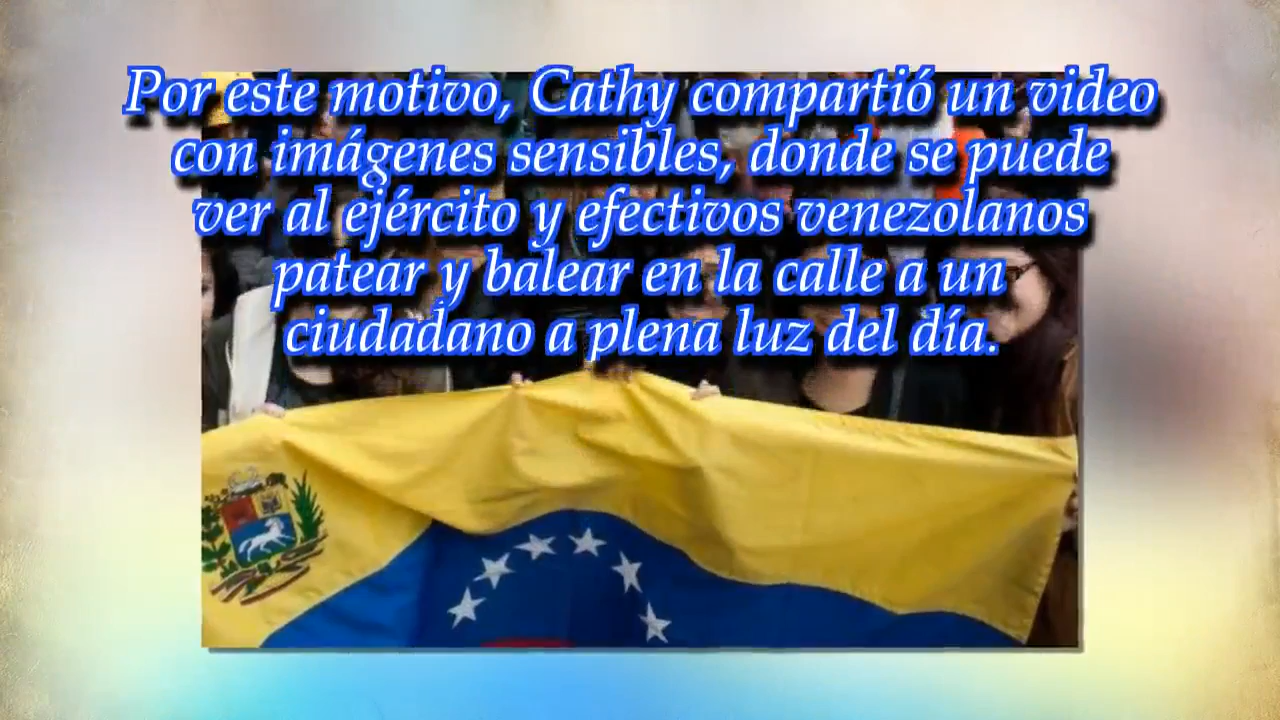 Por este motivo, Cathy compartió un video
con imágenes sensibles, donde se puede
ver al ejército y efectivos venezolanos
patear y balear en la calle a un
ciudadano a plena luz del día.